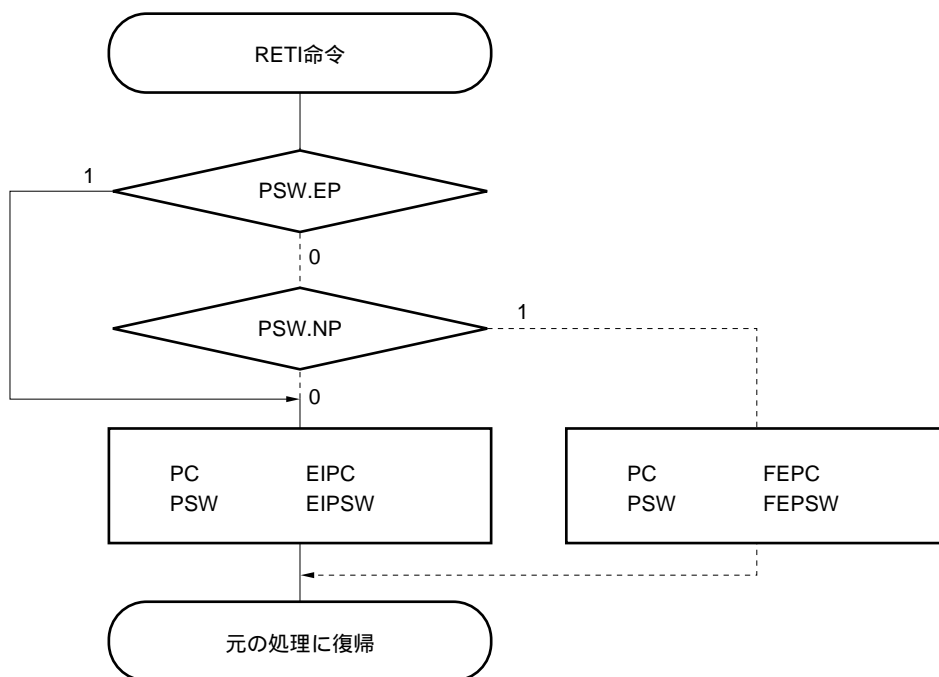 RETI命令
PSW.EP
1
0
PSW.NP
1
0
PC EIPC
PSW EIPSW
PC FEPC
PSW FEPSW
元の処理に復帰